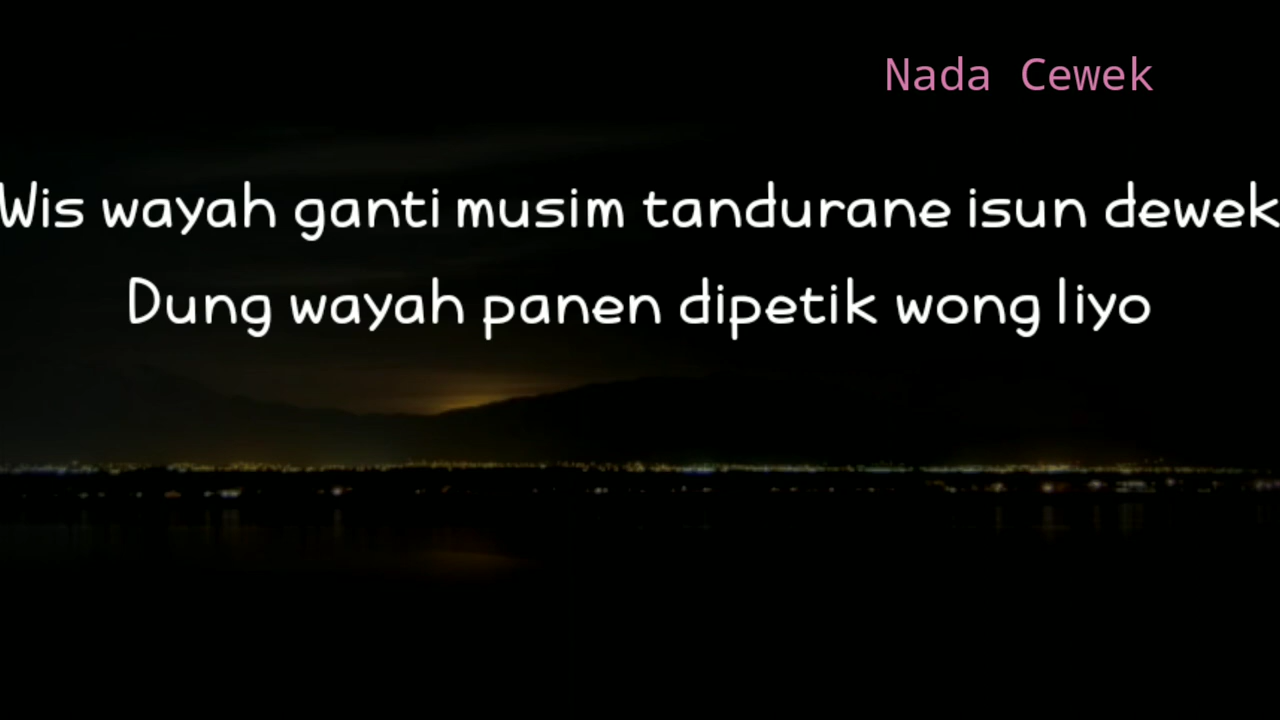 Nada Cewek
Wis wayah ganti musim tandurane isun dewek
Dung wayah panen dipetik wong liyo